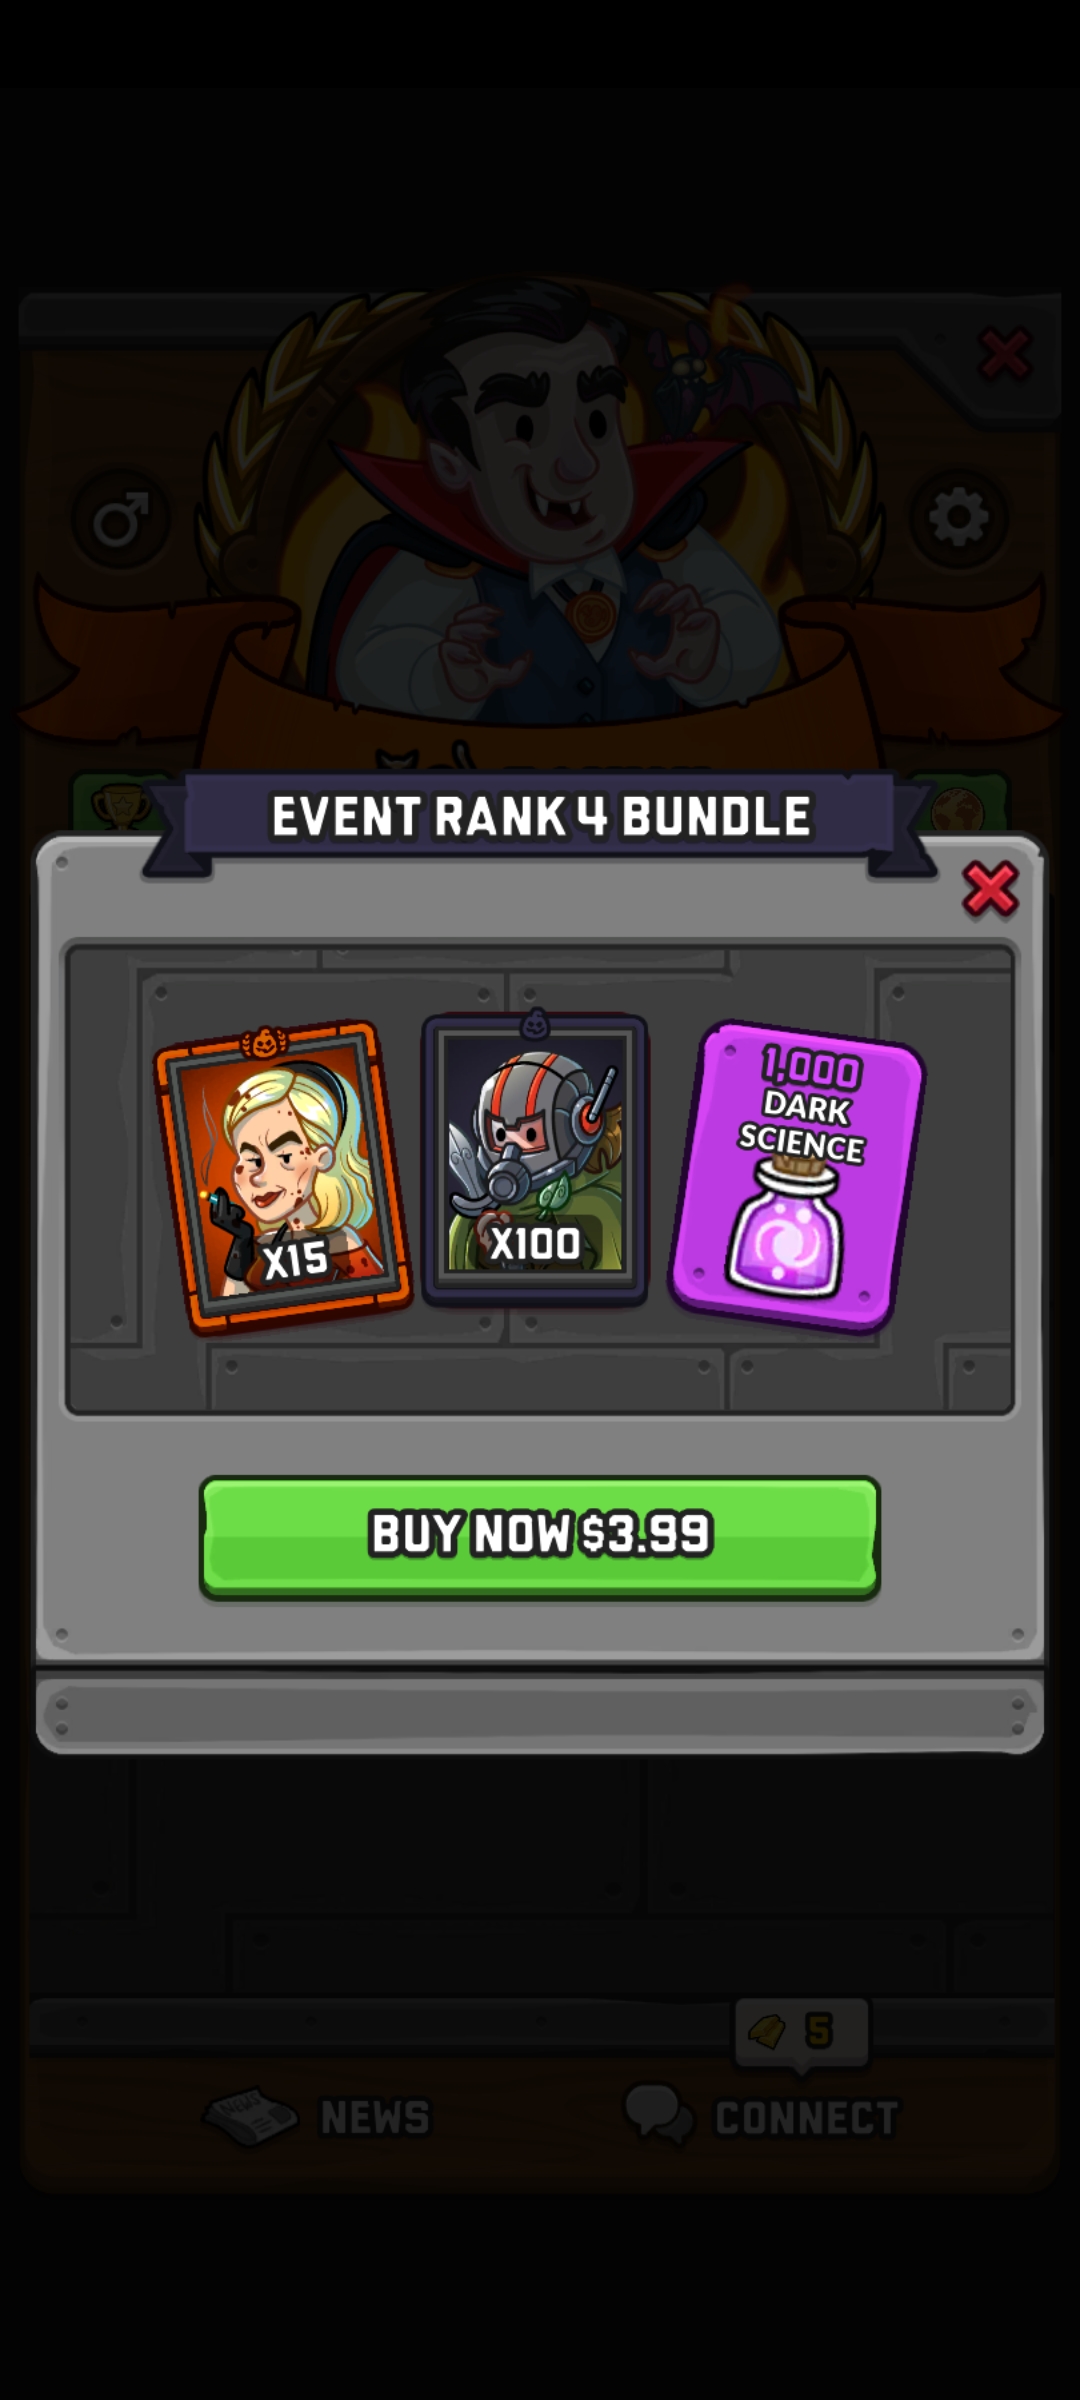 EVENT RANK 4 BUNDLE
X15
X100
1,000
DARK
SCIENCE
BUY NOW $3.99
5
NEWS
CONNECT